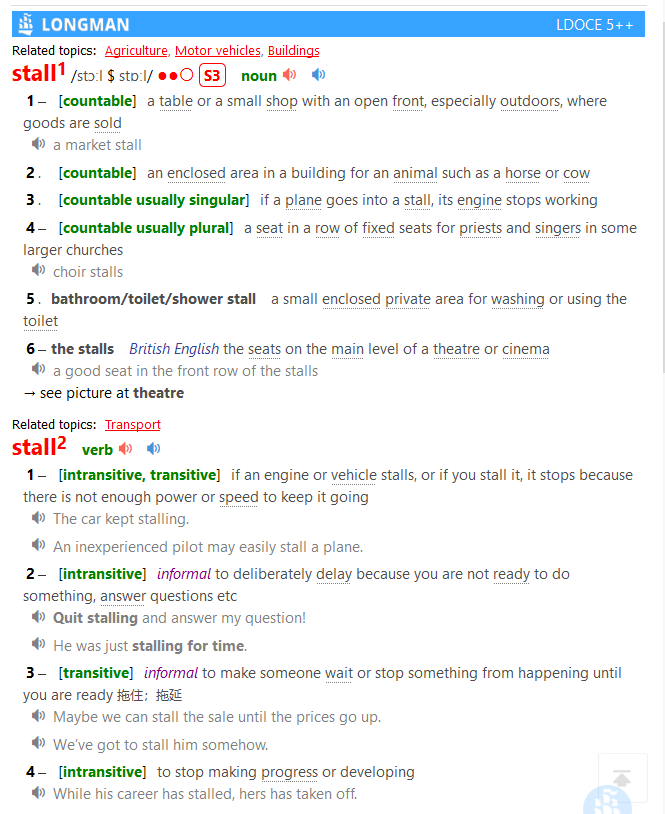 LONGMAN LDOCE 5++
Related topics: Agriculture, Motor vehicles, Buildings
stall1 /stɔːl $ stɒːl/ ●●○ S3 noun
1 – [countable] a table or a small shop with an open front, especially outdoors, where
goods are sold
a market stall
2 . [countable] an enclosed area in a building for an animal such as a horse or cow
3 . [countable usually singular] if a plane goes into a stall, its engine stops working
4 – [countable usually plural] a seat in a row of fixed seats for priests and singers in some
larger churches
choir stalls
5 . bathroom/toilet/shower stall a small enclosed private area for washing or using the
toilet
6 – the stalls British English the seats on the main level of a theatre or cinema
a good seat in the front row of the stalls
→ see picture at theatre
Related topics: Transport
stall2 verb
1 – [intransitive, transitive] if an engine or vehicle stalls, or if you stall it, it stops because
there is not enough power or speed to keep it going
The car kept stalling.
An inexperienced pilot may easily stall a plane.
2 – [intransitive] informal to deliberately delay because you are not ready to do
something, answer questions etc
Quit stalling and answer my question!
He was just stalling for time.
3 – [transitive] informal to make someone wait or stop something from happening until
you are ready 拖住；拖延
Maybe we can stall the sale until the prices go up.
We’ve got to stall him somehow.
4 – [intransitive] to stop making progress or developing
While his career has stalled, hers has taken off.